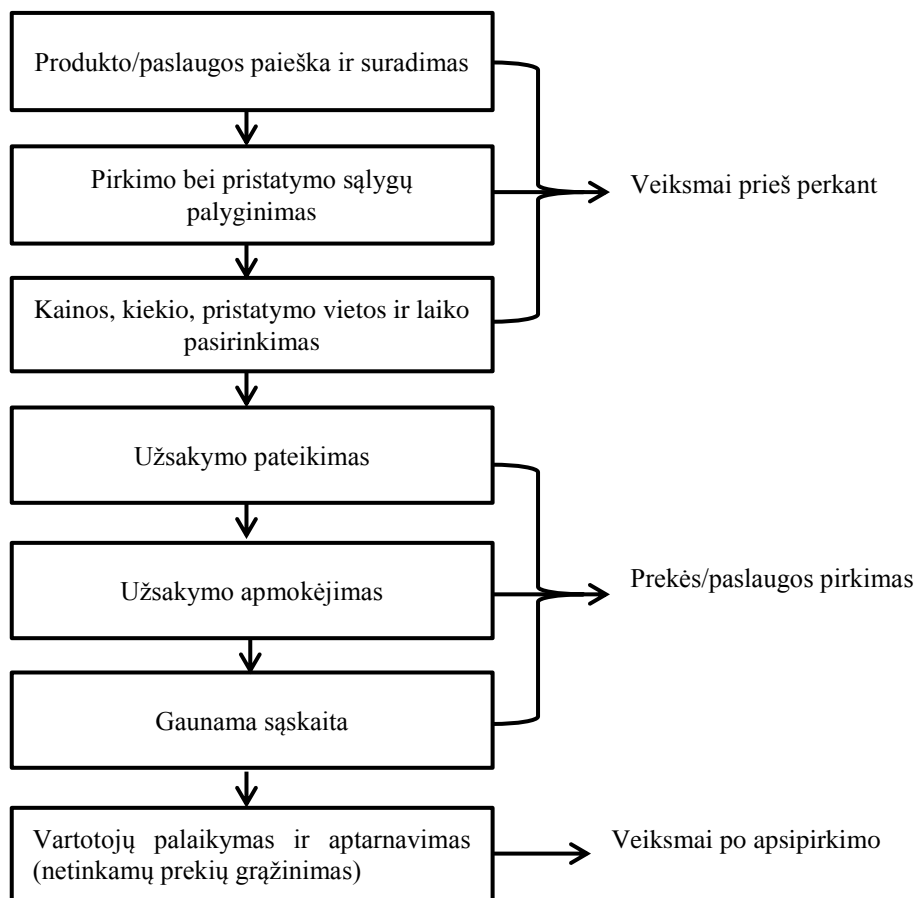 Produkto/paslaugos paieška ir suradimas
Pirkimo bei pristatymo sąlygų
palyginimas
Veiksmai prieš perkant
Kainos, kiekio, pristatymo vietos ir laiko
pasirinkimas
Užsakymo pateikimas
Užsakymo apmokėjimas
Prekės/paslaugos pirkimas
Gaunama sąskaita
Vartotojų palaikymas ir aptarnavimas
(netinkamų prekių grąžinimas)
Veiksmai po apsipirkimo